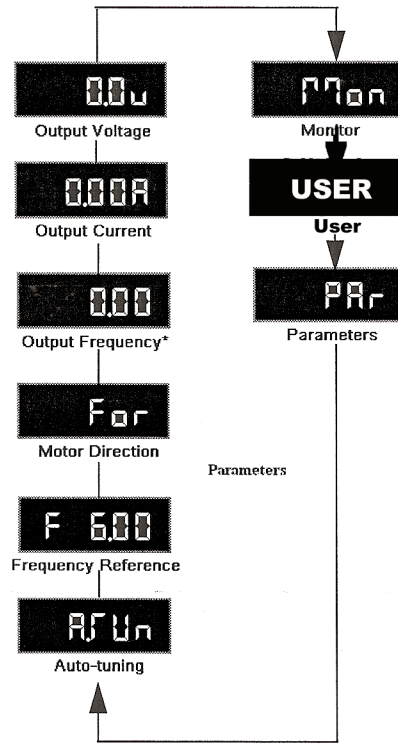 0.0u
Output Voltage
0.00A
Output Current
0.00
Output Frequency*
For
Motor Direction
F 6.00
Frequency Reference
A.TUn
Auto-tuning
Mon
Monitor
USER
User
PAr
Parameters
Parameters